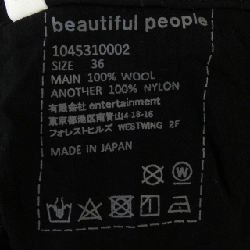 beautiful people
1045310002
SIZE 36
MAIN 100% WOOL
ANOTHER 100% NYLON
有限会社 entertainment
東京都港区南青山4-18-16
フォレストヒルズ WESTWING 2F
MADE IN JAPAN